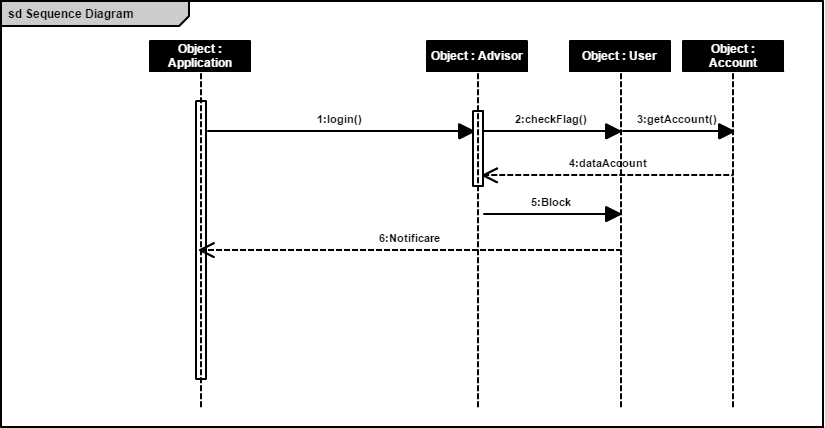 sd Sequence Diagram
Object :
Application
Object : Advisor
Object : User
Object :
Account
1:login()
2:checkFlag()
3:getAccount()
4:dataAccount
5:Block
6:Notificare